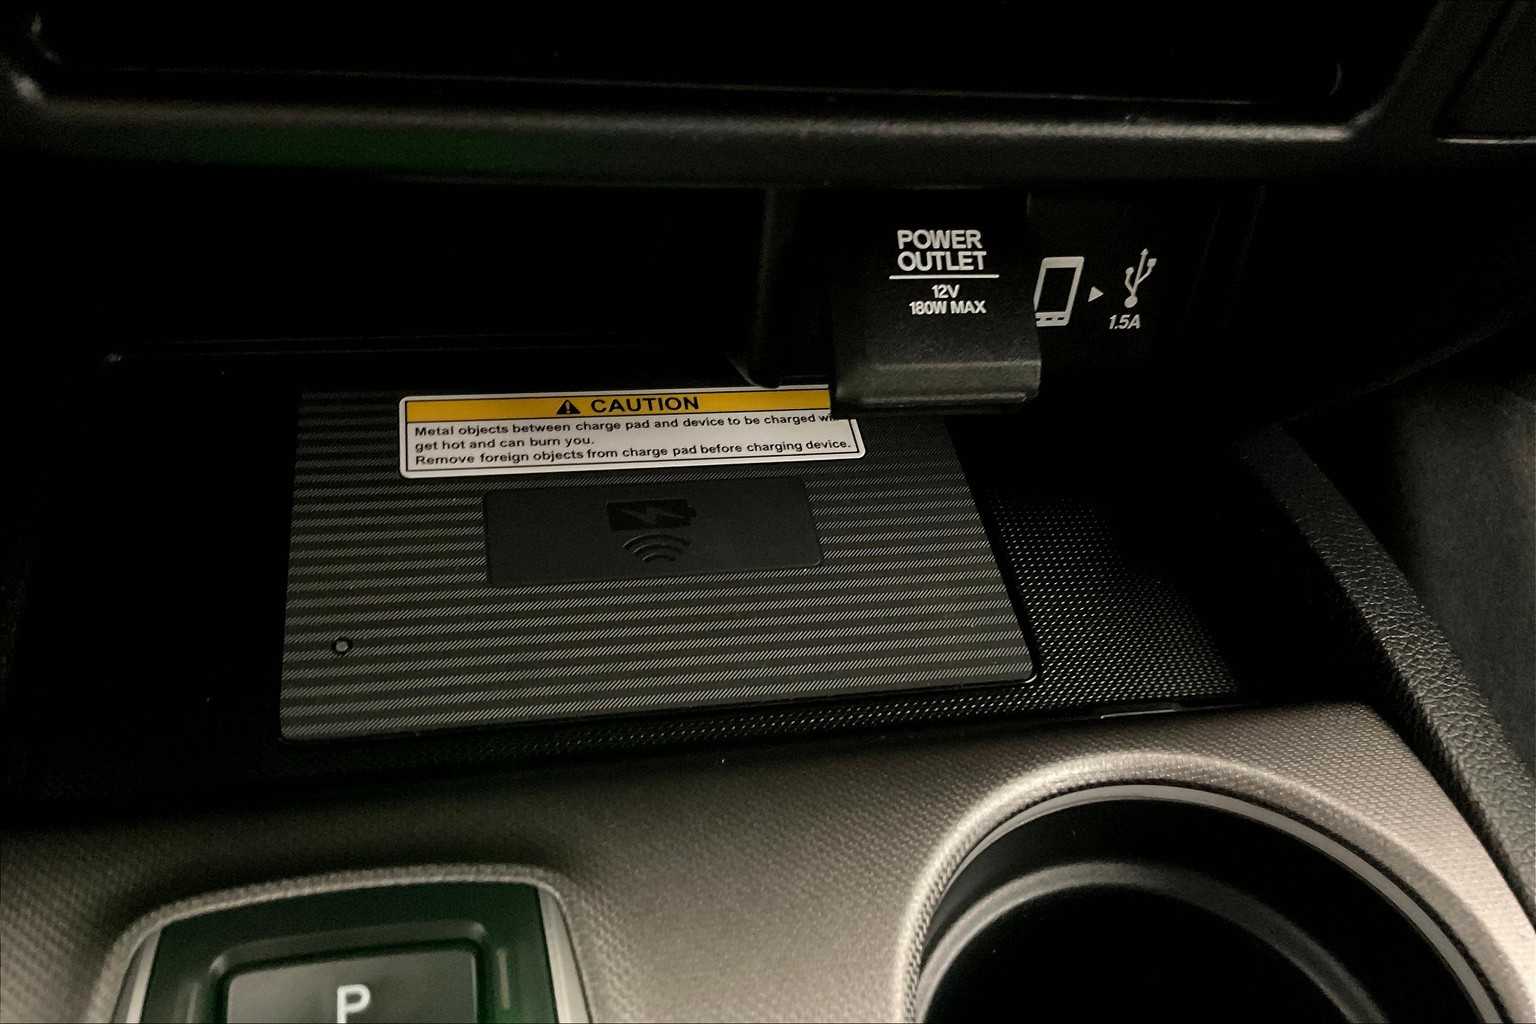 POWER
OUTLET
12V
180W MAX
1.5A
CAUTION
Metal objects between charge pad and device to be charged
get hot and can burn you.
Remove foreign objects from charge pad before charging device.
P